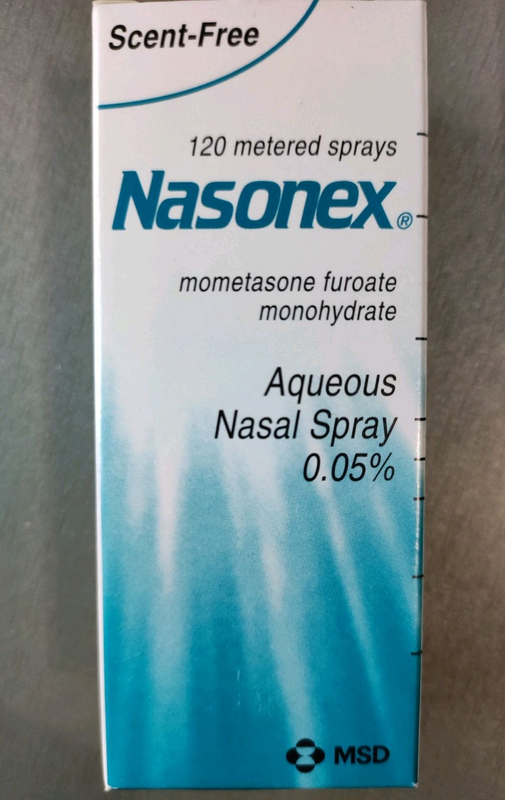 Scent-Free
120 metered sprays
Nasonex®
mometasone furoate
monohydrate
Aqueous
Nasal Spray
0.05%
MSD